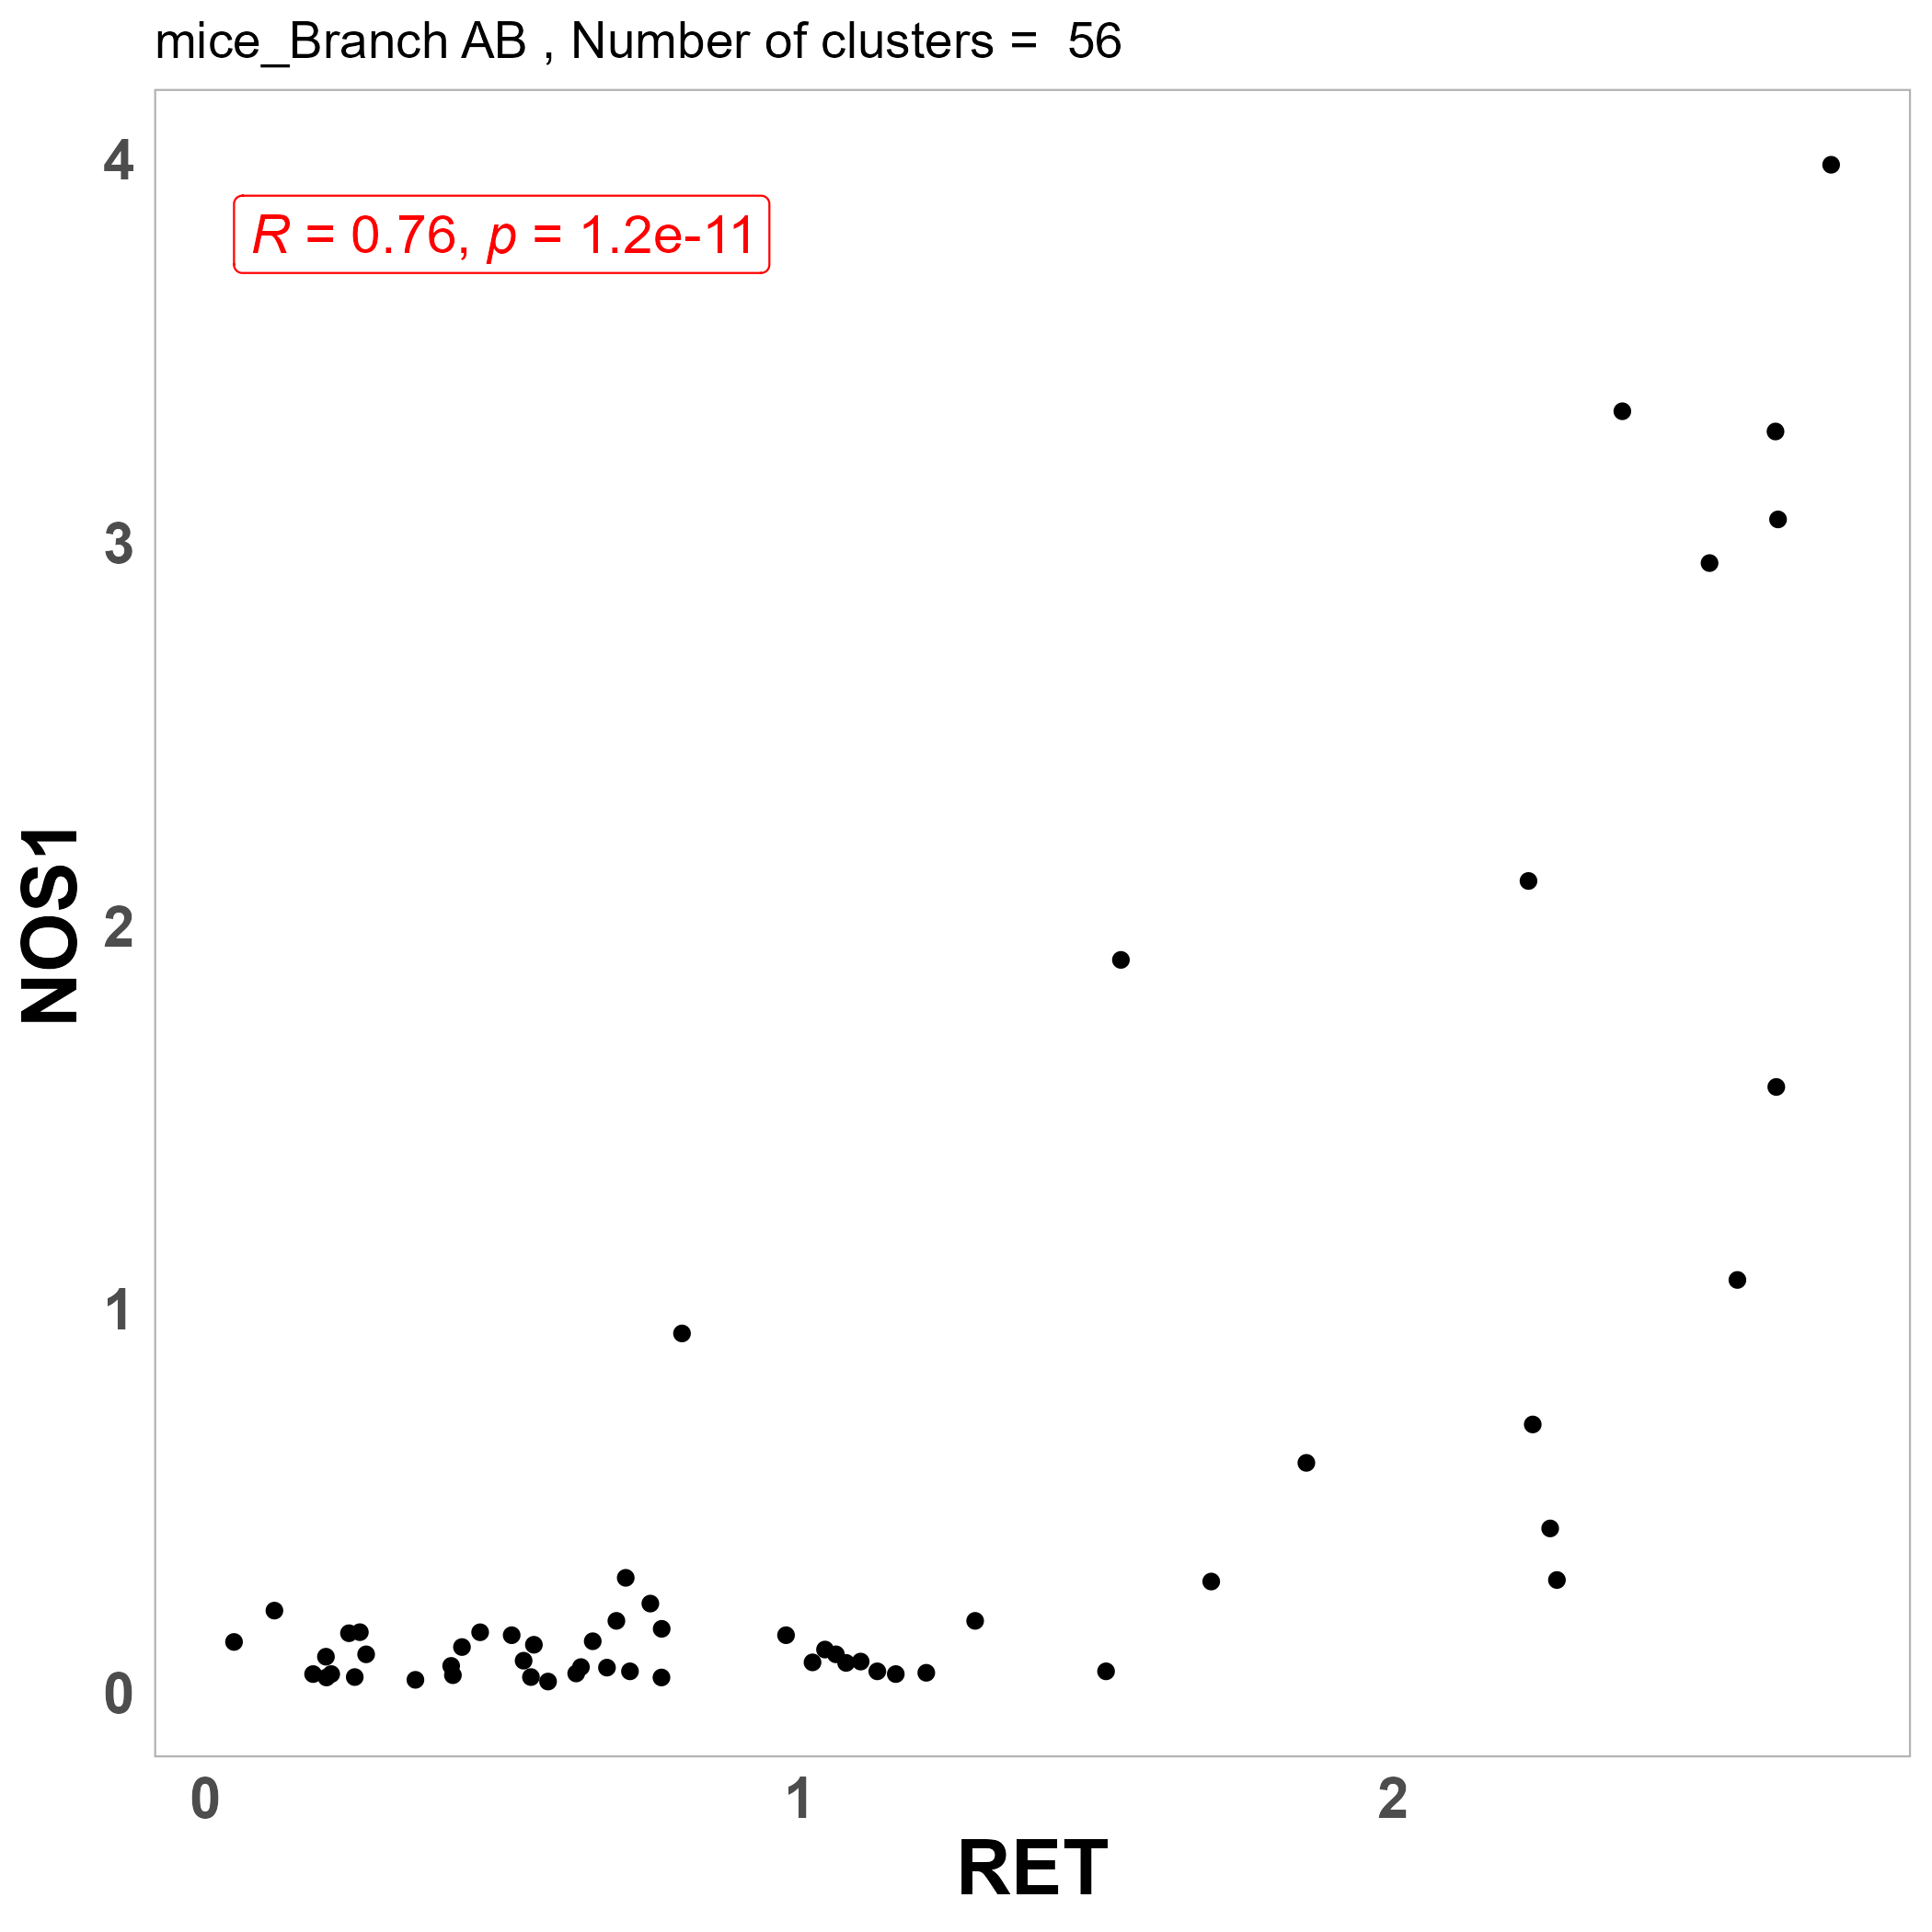 mice_Branch AB , Number of clusters =  56
4
R = 0.76, p = 1.2e-11
3
NOS1
2
1
0
0 1 2
RET